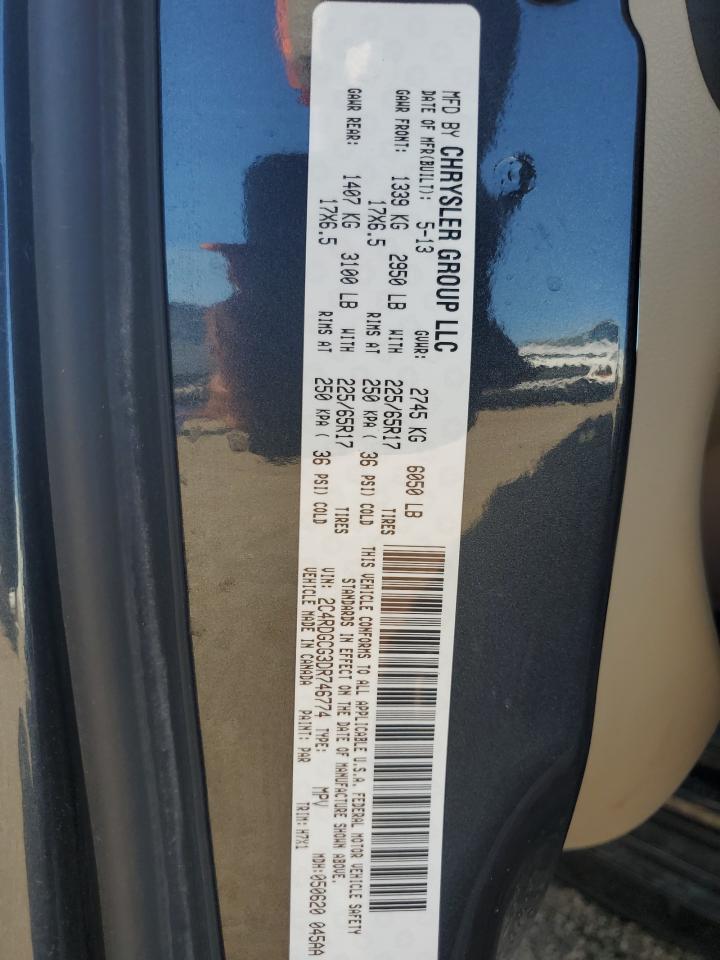 MFD BY CHRYSLER GROUP LLC
DATE OF MFR(BUILT): 5-13 GVWR: 2745 KG 6050 LB
GAWR FRONT: 1339 KG 2950 LB WITH 225/65R17 TIRES
17X6.5 RIMS AT 250 KPA ( 36 PSI) COLD
GAWR REAR: 1407 KG 3100 LB WITH 225/65R17 TIRES
17X6.5 RIMS AT 250 KPA ( 36 PSI) COLD
THIS VEHICLE CONFORMS TO ALL APPLICABLE U.S.A. FEDERAL MOTOR VEHICLE SAFETY
STANDARDS IN EFFECT ON THE DATE OF MANUFACTURE SHOWN ABOVE.
VIN: 2C4RDGCG3DR746774 TYPE: MPV MDH:050620 045AA
VEHICLE MADE IN CANADA PAINT: PAR TRIM: H7X1